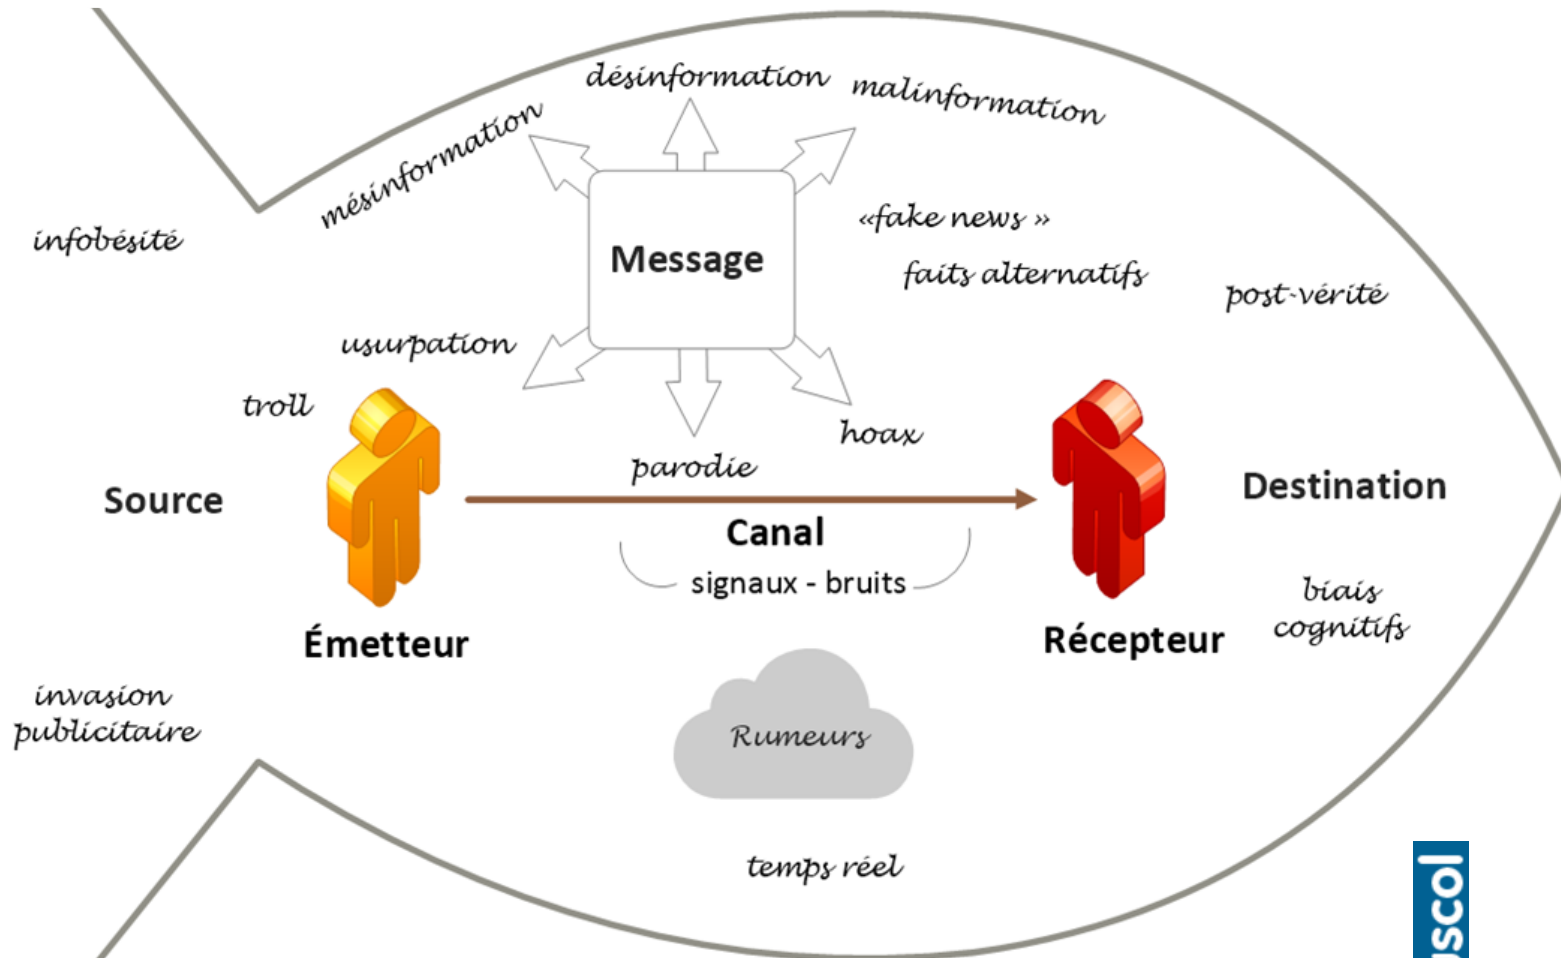 désinformation
malinformation
mésinformation
«fake news »
infobésité
Message
faits alternatifs
post-vérité
usurpation
troll
hoax
parodie
Source
Destination
Canal
signaux - bruits
biais
cognitifs
Émetteur
Récepteur
invasion
publicitaire
Rumeurs
temps réel